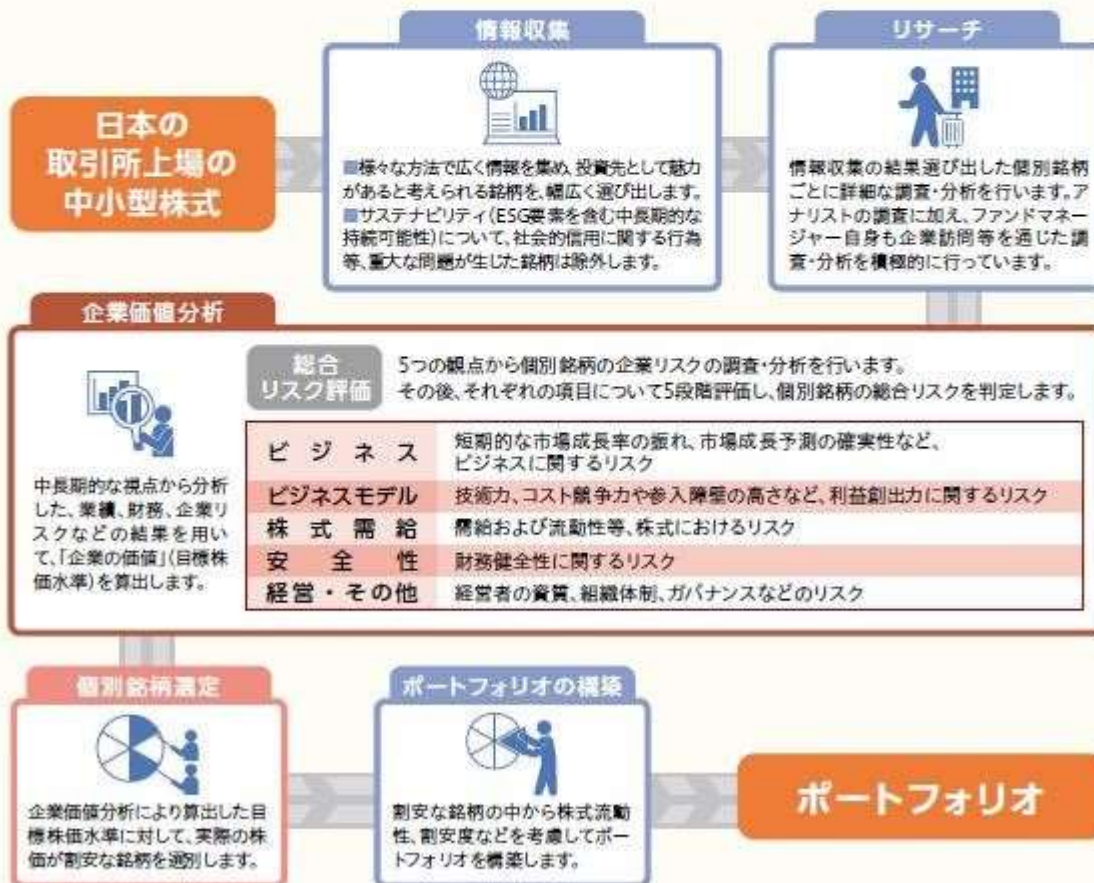 日本の
取引所上場の
中小型株式
情報収集
■様々な方法で広く情報を集め、投資先として魅力
があると考えられる銘柄を、幅広く選び出します。
■サステナビリティ(ESG要素を含む中長期的な
持続可能性)について、社会的信用に関する行為
等、重大な問題が生じた銘柄は除外します。
リサーチ
情報収集の結果選び出した個別銘柄
ごとに詳細な調査・分析を行います。ア
ナリストの調査に加え、ファンドマネー
ジャー自身も企業訪問等を通じた調
査・分析を積極的に行っています。
企業価値分析
中長期的な視点から分析
した、業績、財務、企業リ
スクなどの結果を用い
て、「企業の価値」(目標株
価水準)を算出します。
総合
リスク評価
5つの観点から個別銘柄の企業リスクの調査・分析を行います。
その後、それぞれの項目について5段階評価し、個別銘柄の総合リスクを判定します。
ビジネス
短期的な市場成長率の振れ、市場成長予測の確実性など、
ビジネスに関するリスク
ビジネスモデル
技術力、コスト競争力や参入障壁の高さなど、利益創出力に関するリスク
株式需給
需給および流動性等、株式におけるリスク
安全性
財務健全性に関するリスク
経営・その他
経営者の資質、組織体制、ガバナンスなどのリスク
個別銘柄選定
企業価値分析により算出した目
標株価水準に対して、実際の株
価が割安な銘柄を選別します。
ポートフォリオの構築
割安な銘柄の中から株式流動
性、割安度などを考慮してポー
トフォリオを構築します。
ポートフォリオ